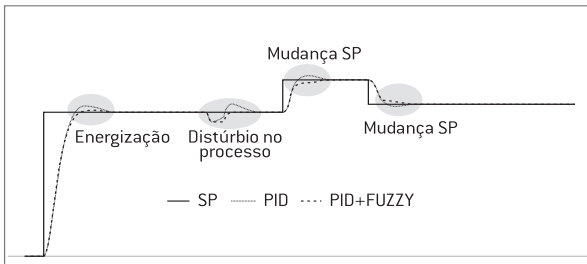 Mudança SP
Energização
Distúrbio no
processo
Mudança SP
SP
PID
PID+FUZZY